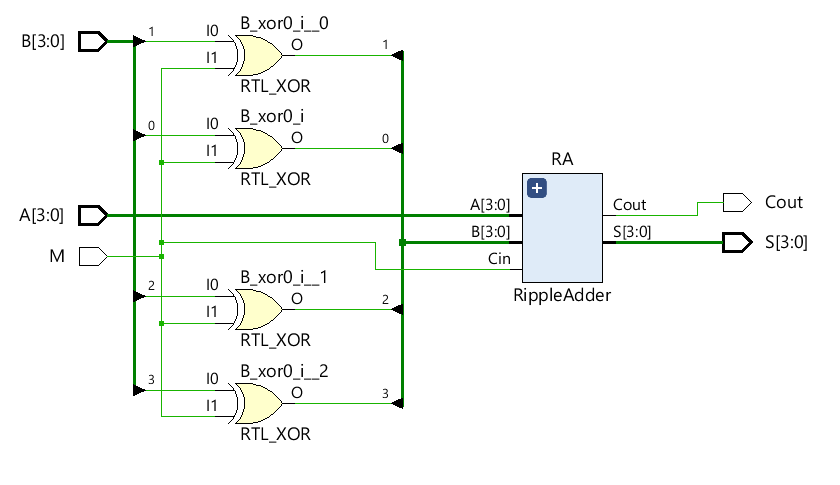 B_xor0_i__0
B[3:0]
1
I0
O
1
I1
RTL_XOR
B_xor0_i
0
I0
O
0
I1
RTL_XOR
RA
A[3:0]
A[3:0]
Cout
Cout
B[3:0]
S[3:0]
S[3:0]
M
Cin
RippleAdder
B_xor0_i__1
2
I0
O
2
I1
RTL_XOR
B_xor0_i__2
3
I0
O
3
I1
RTL_XOR